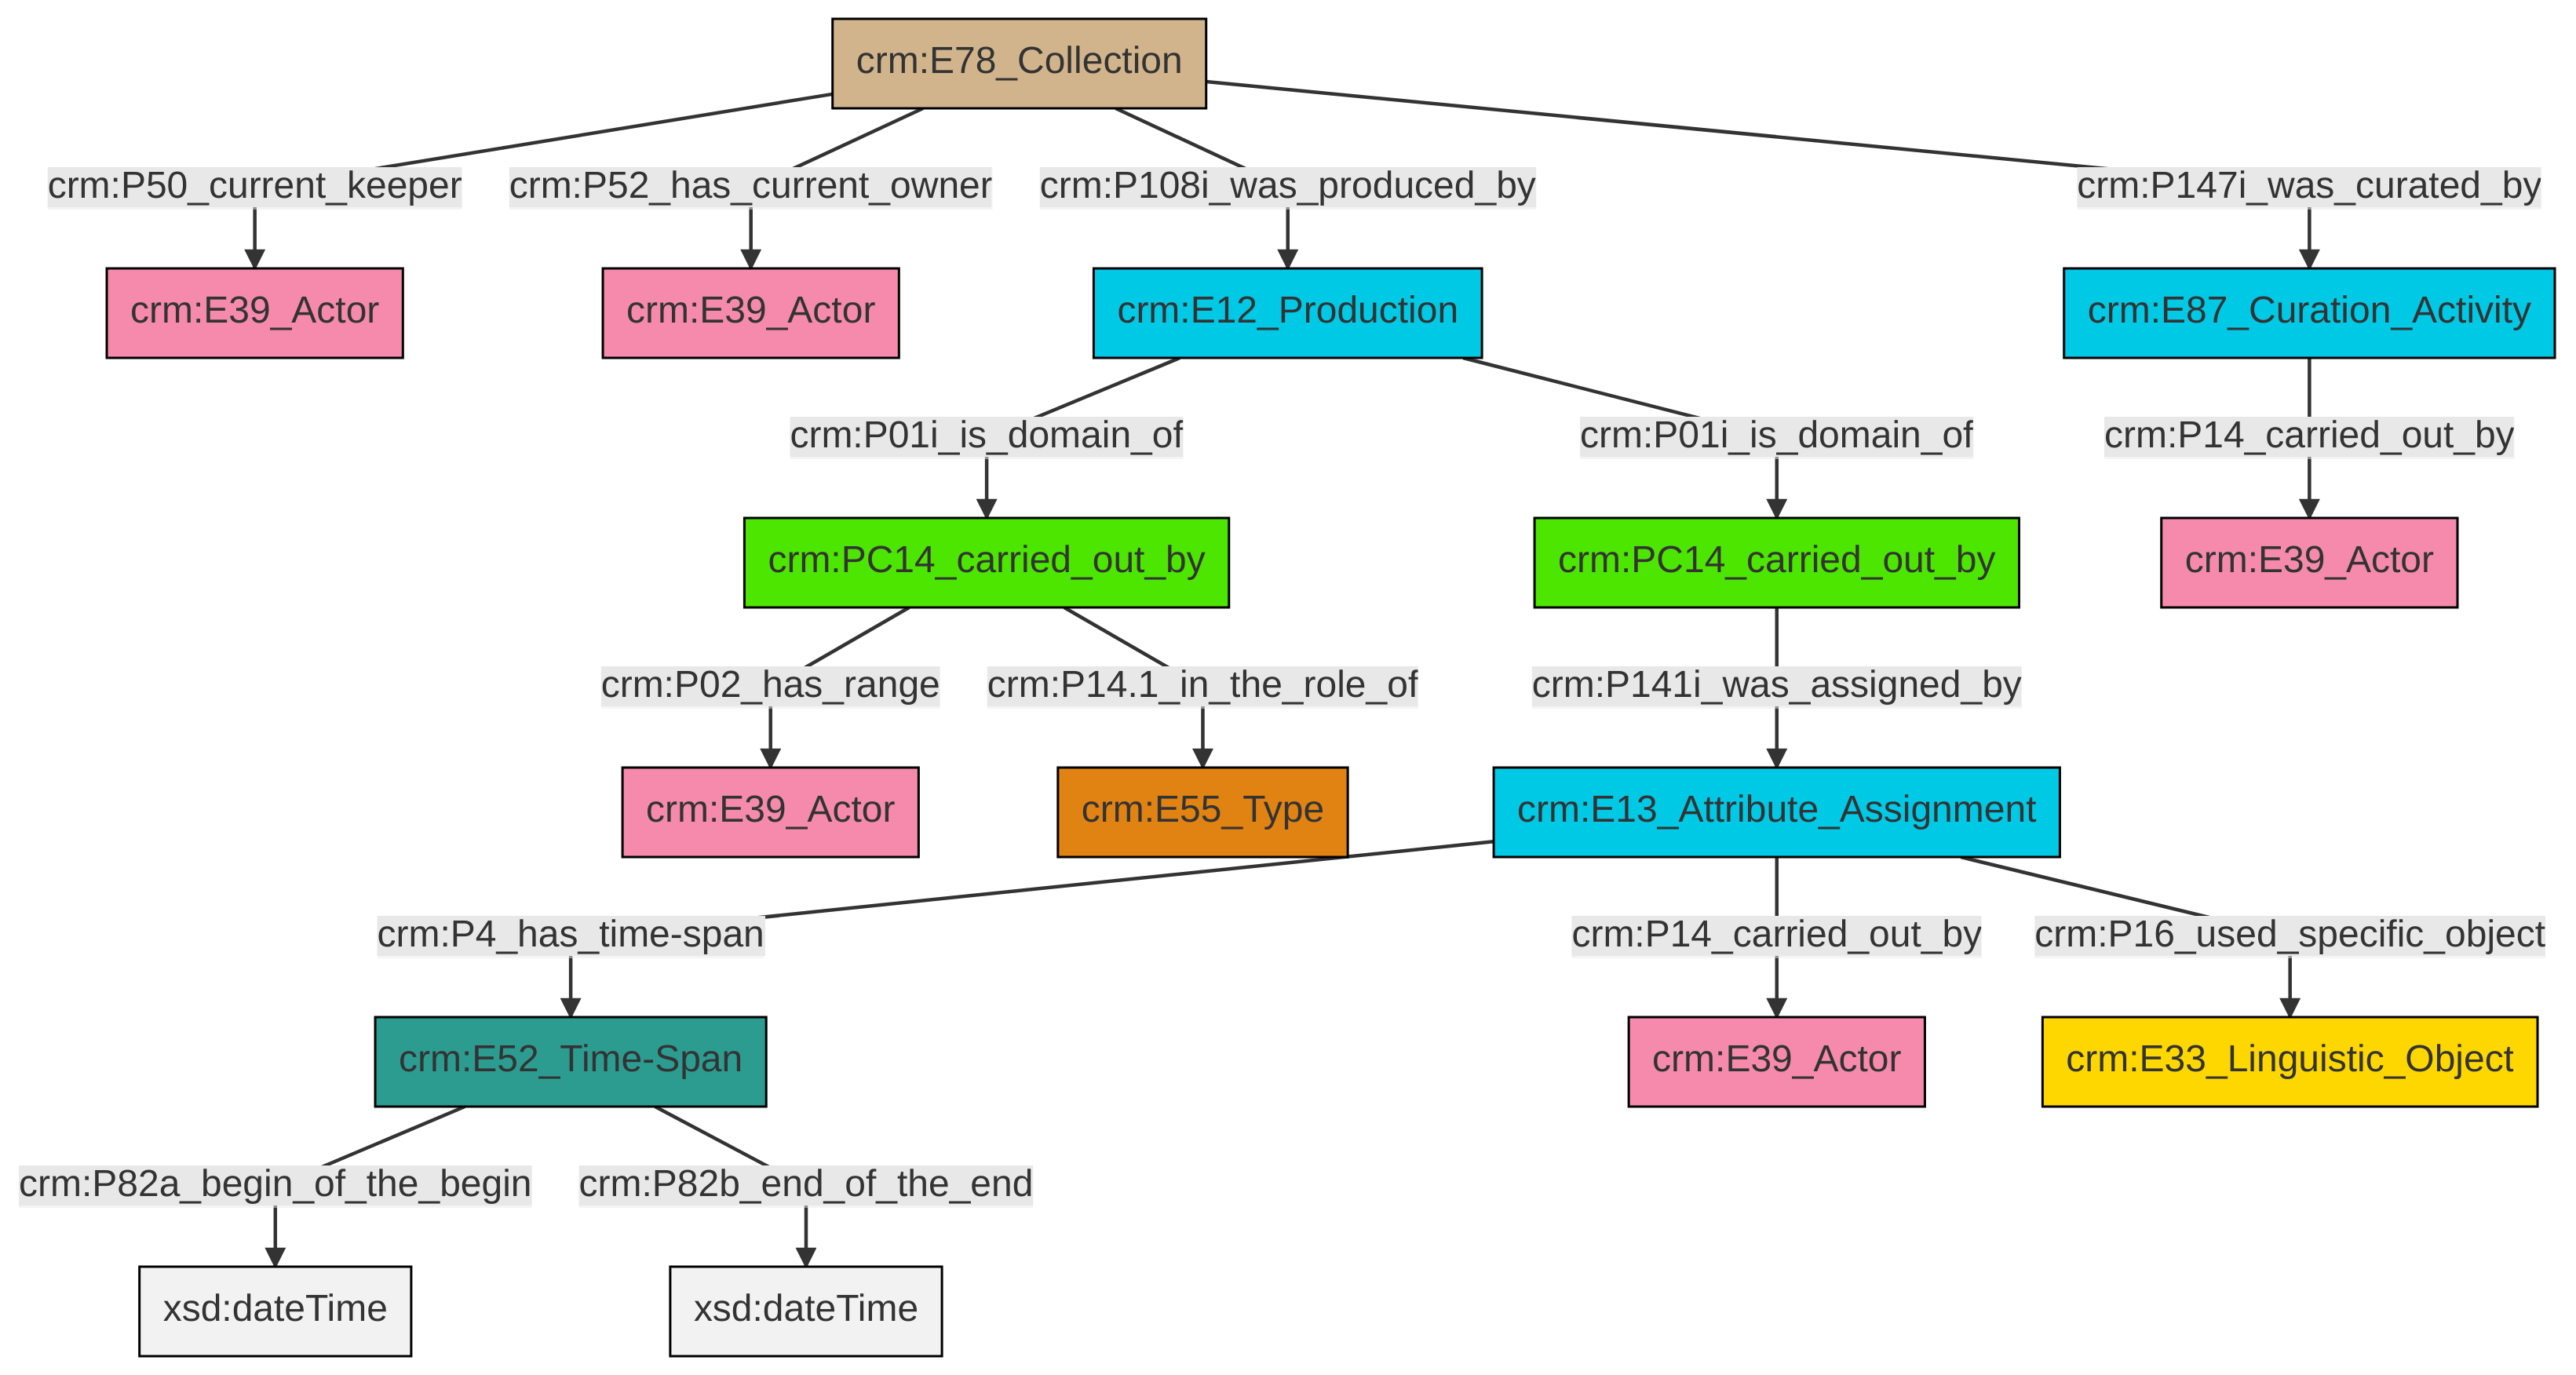 crm:E78_Collection
crm:P50_current_keeper
crm:P52_has_current_owner
crm:P108i_was_produced_by
crm:P147i_was_curated_by
crm:E39_Actor
crm:E39_Actor
crm:E12_Production
crm:E87_Curation_Activity
crm:P01i_is_domain_of
crm:P01i_is_domain_of
crm:P14_carried_out_by
crm:PC14_carried_out_by
crm:PC14_carried_out_by
crm:E39_Actor
crm:P02_has_range
crm:P14.1_in_the_role_of
crm:P141i_was_assigned_by
crm:E39_Actor
crm:E55_Type
crm:E13_Attribute_Assignment
crm:P4_has_time-span
crm:P14_carried_out_by
crm:P16_used_specific_object
crm:E52_Time-Span
crm:E39_Actor
crm:E33_Linguistic_Object
crm:P82a_begin_of_the_begin
crm:P82b_end_of_the_end
xsd:dateTime
xsd:dateTime